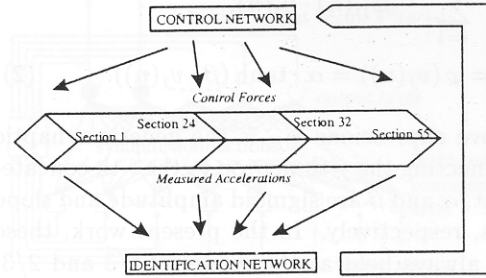 CONTROL NETWORK
Control Forces
Section 24
Section 32
Section 1
Section 55
Measured Accelerations
IDENTIFICATION NETWORK